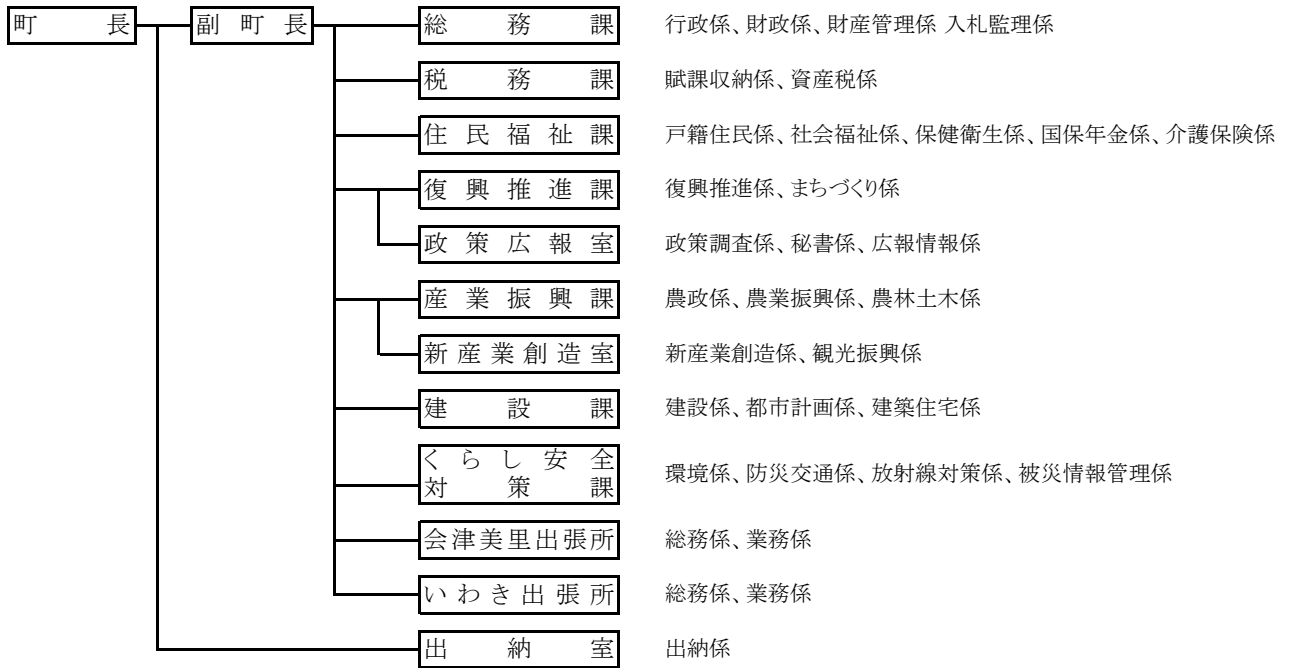 町長 副町長 総務課 行政係、財政係、財産管理係 入札監理係
税務課 賦課収納係、資産税係
住民福祉課 戸籍住民係、社会福祉係、保健衛生係、国保年金係、介護保険係
復興推進課 復興推進係、まちづくり係
政策広報室 政策調査係、秘書係、広報情報係
産業振興課 農政係、農業振興係、農林土木係
新産業創造室 新産業創造係、観光振興係
建設課 建設係、都市計画係、建築住宅係
くらし安全
対策課 環境係、防災交通係、放射線対策係、被災情報管理係
会津美里出張所 総務係、業務係
いわき出張所 総務係、業務係
出納室 出納係